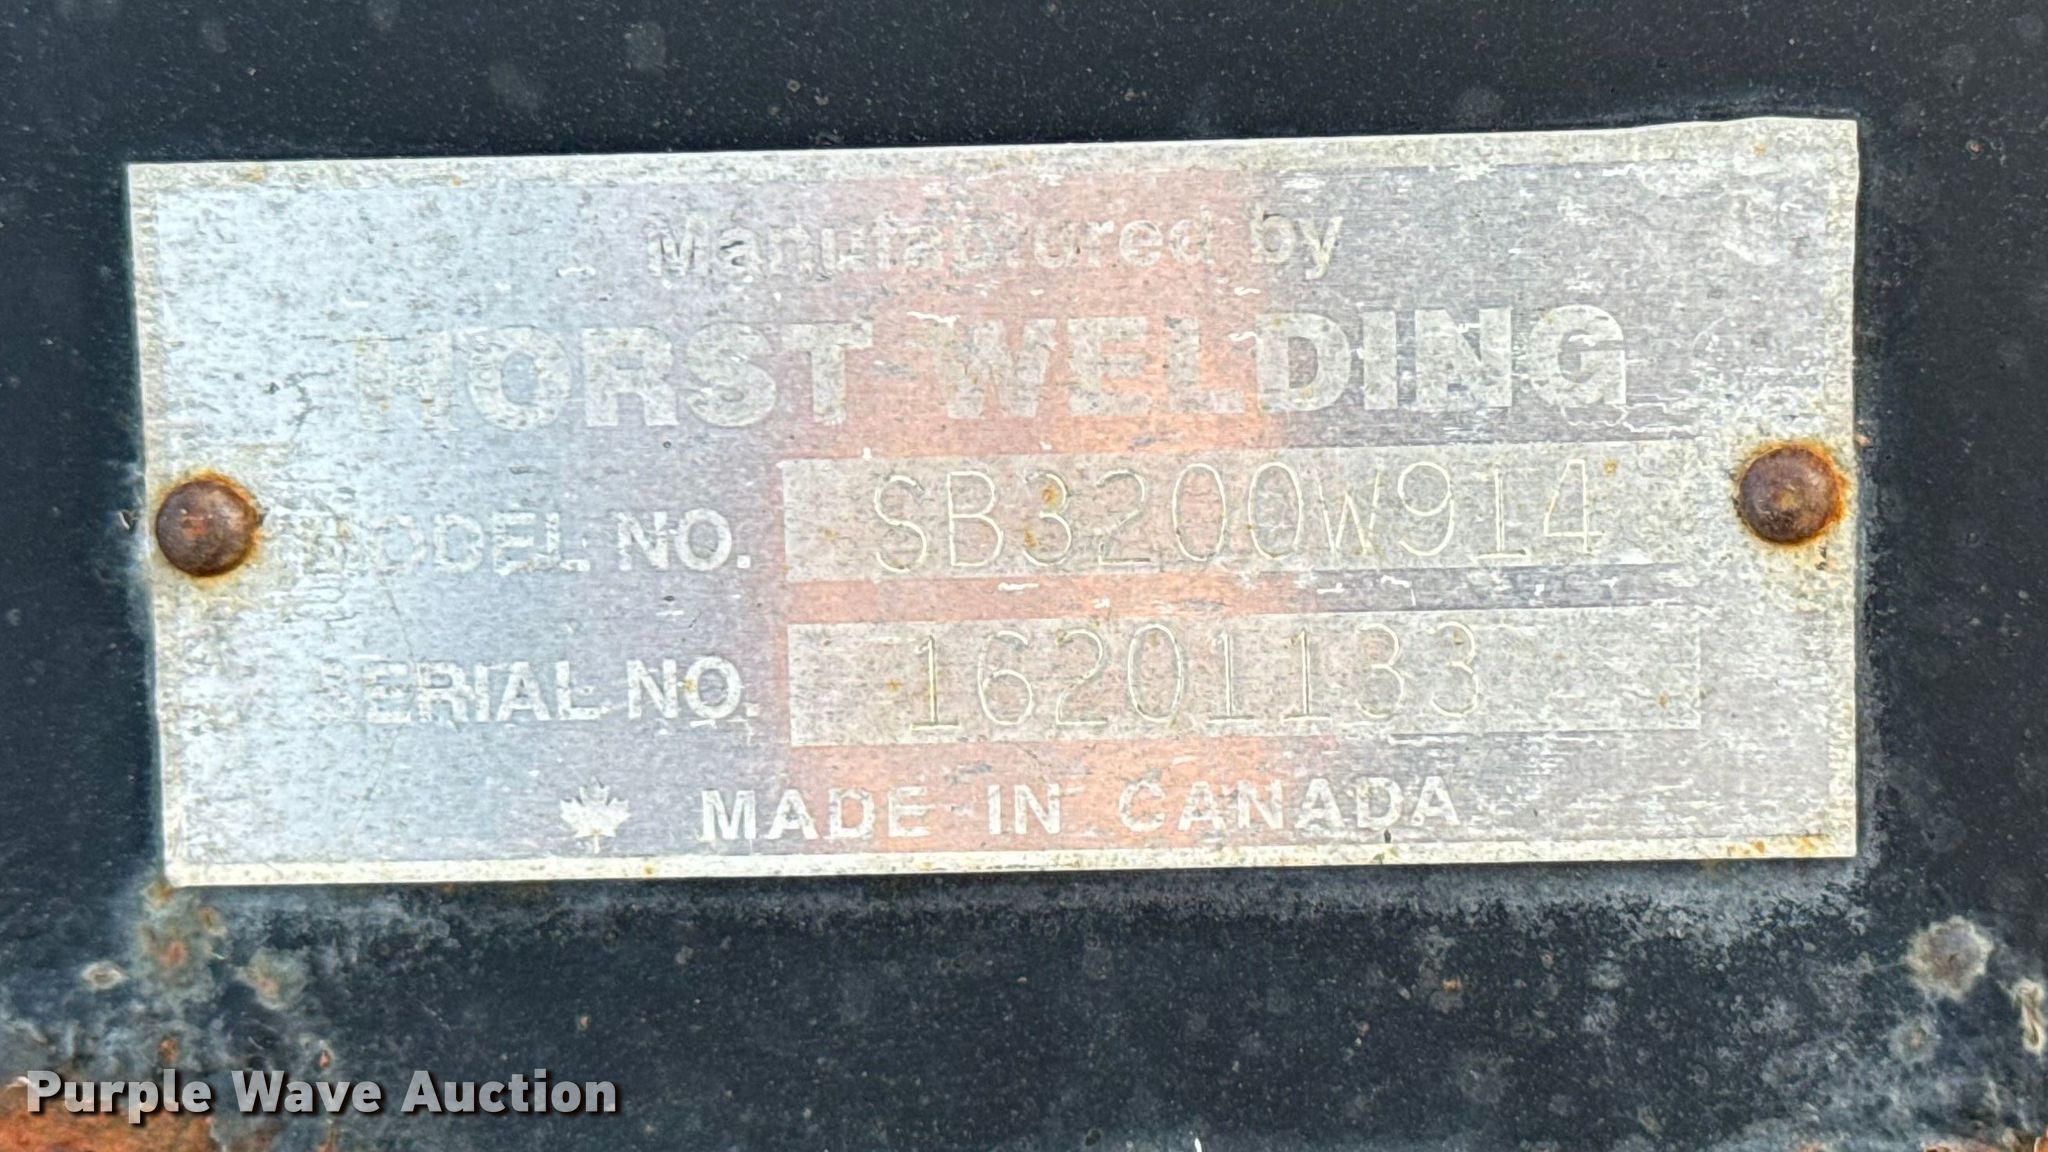 Manufactured by
HORST WELDING
MODEL NO. SB3200W914
SERIAL NO. 16201133
MADE IN CANADA
Purple Wave Auction